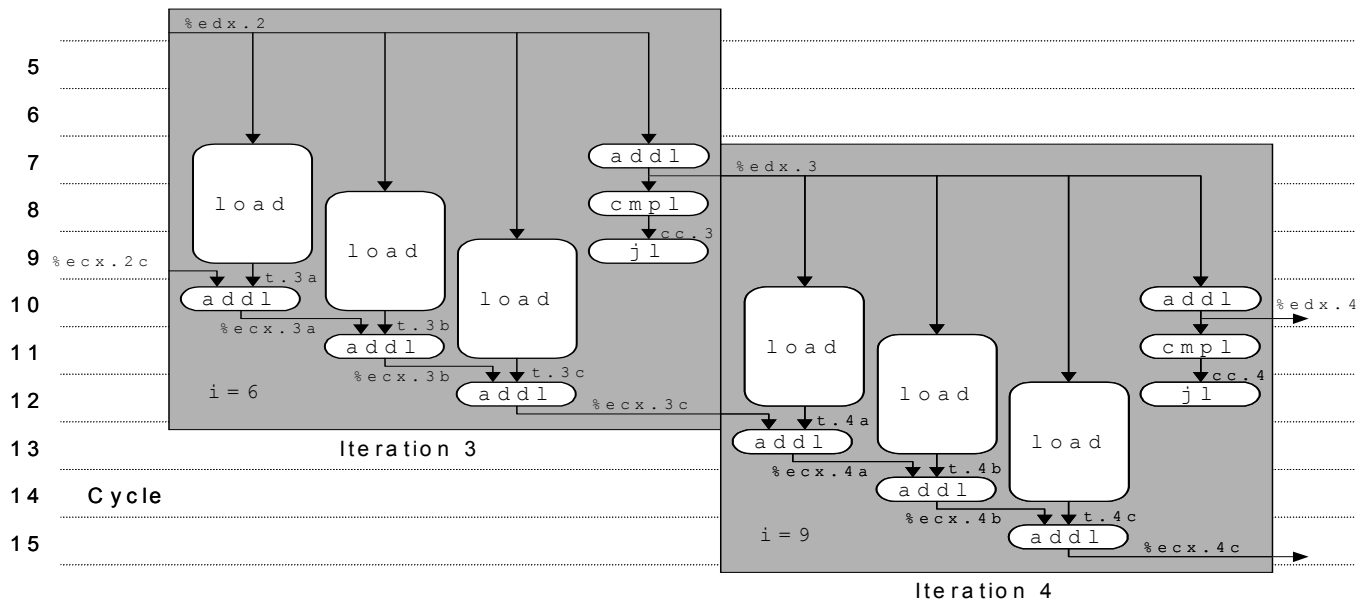 %edx.2
5
6
7 addl %edx.3
8 load load cmpl
cc.3
9 %ecx.2c load jl
t.3a
10 addl addl %edx.4
%ecx.3a t.3b
11 addl load cmpl
%ecx.3b t.3c cc.4
12 i=6 addl %ecx.3c load jl
t.4a
13 Iteration 3 addl load
%ecx.4a t.4b
14 Cycle addl
%ecx.4b t.4c
15 i=9 addl %ecx.4c
Iteration 4